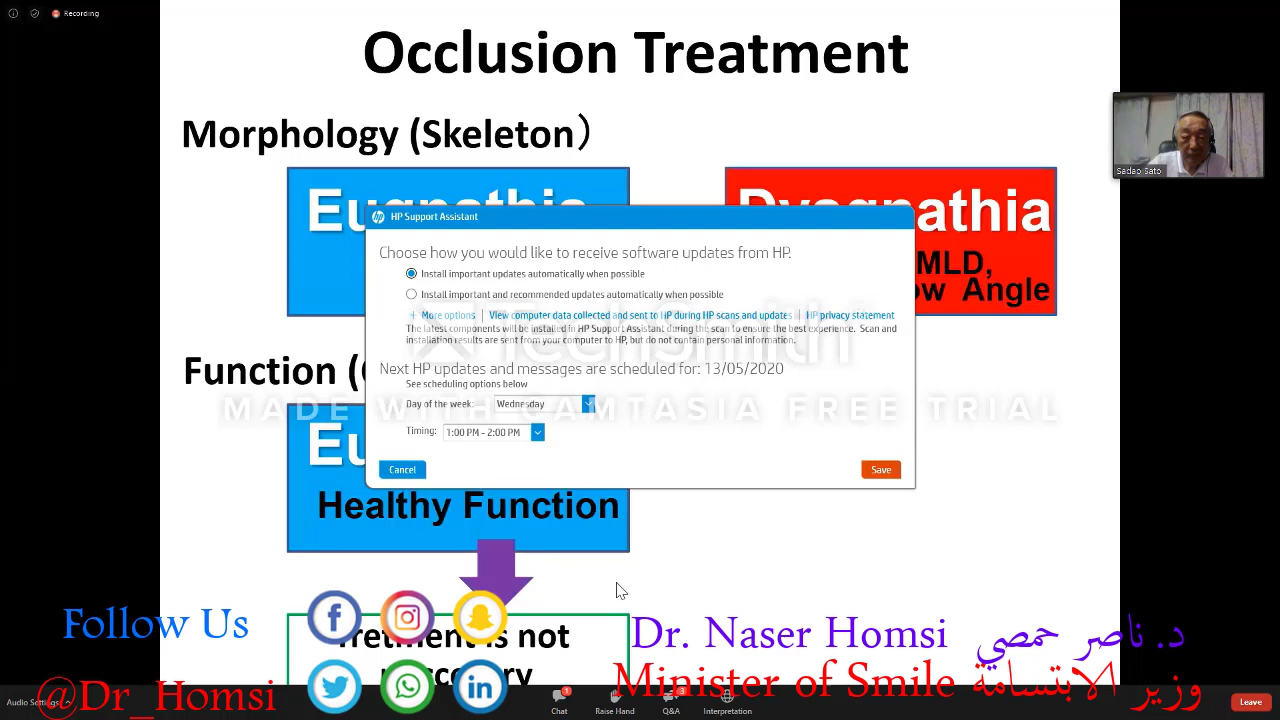 Recording
Occlusion Treatment
Morphology (Skeleton）
Eugnathia
Dysgnathia
MLD,
Low Angle
Sadao Sato
HP Support Assistant
Choose how you would like to receive software updates from HP.
Install important updates automatically when possible
Install important and recommended updates automatically when possible
+ More options | View computer data collected and sent to HP during HP scans and updates | HP privacy statement
The latest components will be installed in HP Support Assistant during the scan to ensure the best experience. Scan and
installation results are sent from your computer to HP, but do not contain personal information.
Next HP updates and messages are scheduled for: 13/05/2020
See scheduling options below
Day of the week: Wednesday
Timing: 1:00 PM - 2:00 PM
Cancel
Save
TechSmith
MADE WITH CAMTASIA FREE TRIAL
Function (
Eu
Healthy Function
Tretment is not
Follow Us
@Dr_Homsi
Dr. Naser Homsi د. ناصر حمصي
Minister of Smile وزير الابتسامة
Audio Settings
Chat 1
Raise Hand
Q&A 3
Interpretation
Leave